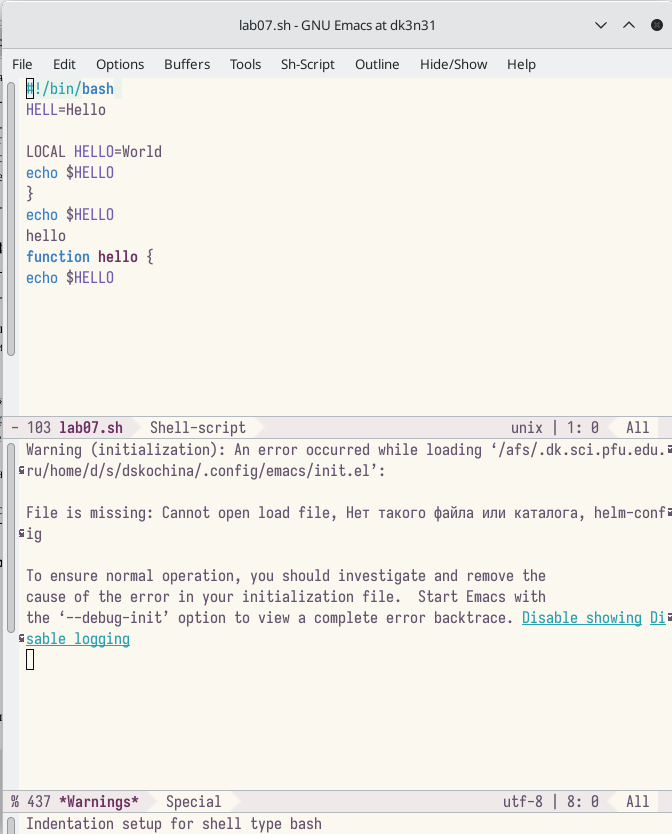 lab07.sh - GNU Emacs at dk3n31
File Edit Options Buffers Tools Sh-Script Outline Hide/Show Help
#!/bin/bash
HELL=Hello
LOCAL HELLO=World
echo $HELLO
}
echo $HELLO
hello
function hello {
echo $HELLO
- 103 lab07.sh Shell-script unix | 1: 0 All
Warning (initialization): An error occurred while loading ‘/afs/.dk.sci.pfu.edu.
ru/home/d/s/dskochina/.config/emacs/init.el’:
File is missing: Cannot open load file, Нет такого файла или каталога, helm-conf
ig
To ensure normal operation, you should investigate and remove the
cause of the error in your initialization file.  Start Emacs with
the ‘--debug-init’ option to view a complete error backtrace. Disable showing Di
sable logging
% 437 *Warnings* Special utf-8 | 8: 0 All
Indentation setup for shell type bash